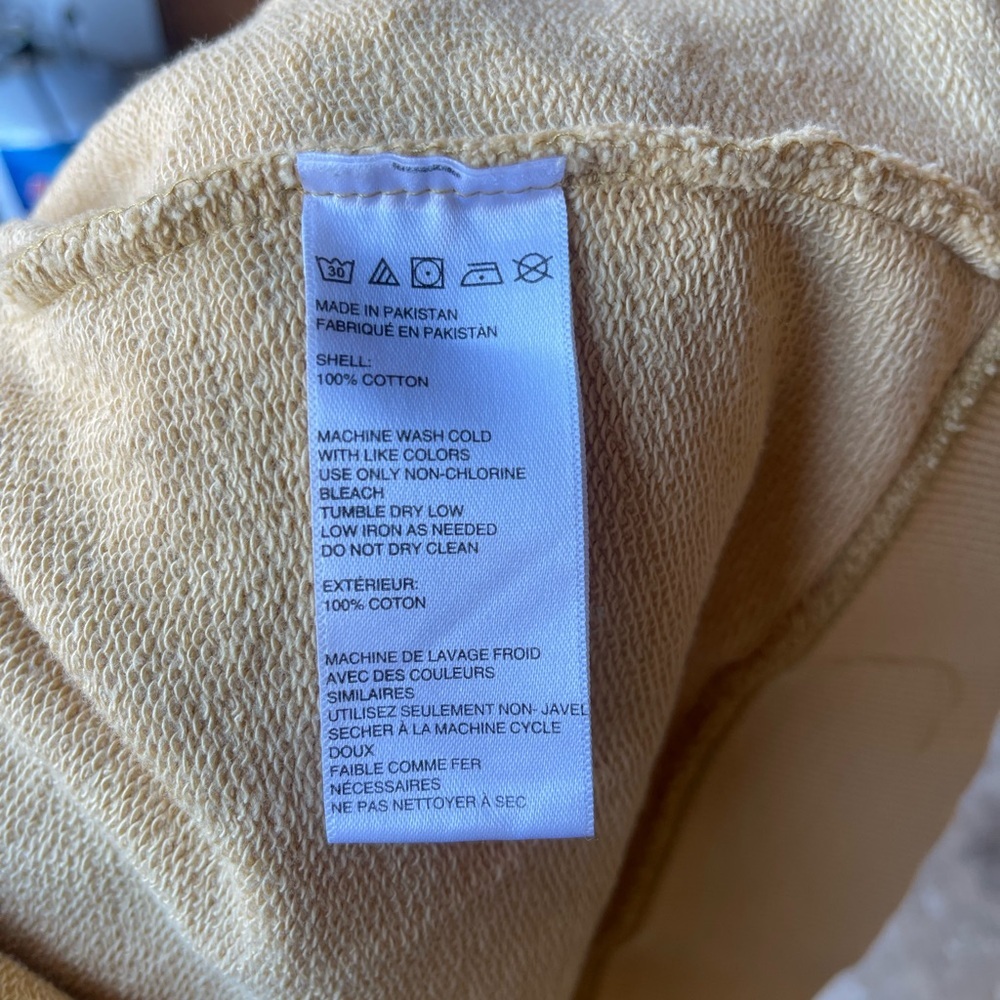 30
MADE IN PAKISTAN
FABRIQUÉ EN PAKISTAN
SHELL:
100% COTTON
MACHINE WASH COLD
WITH LIKE COLORS
USE ONLY NON-CHLORINE
BLEACH
TUMBLE DRY LOW
LOW IRON AS NEEDED
DO NOT DRY CLEAN
EXTÉRIEUR:
100% COTON
MACHINE DE LAVAGE FROID
AVEC DES COULEURS
SIMILAIRES
UTILISEZ SEULEMENT NON- JAVEL
SECHER À LA MACHINE CYCLE
DOUX
FAIBLE COMME FER
NÉCESSAIRES
NE PAS NETTOYER À SEC